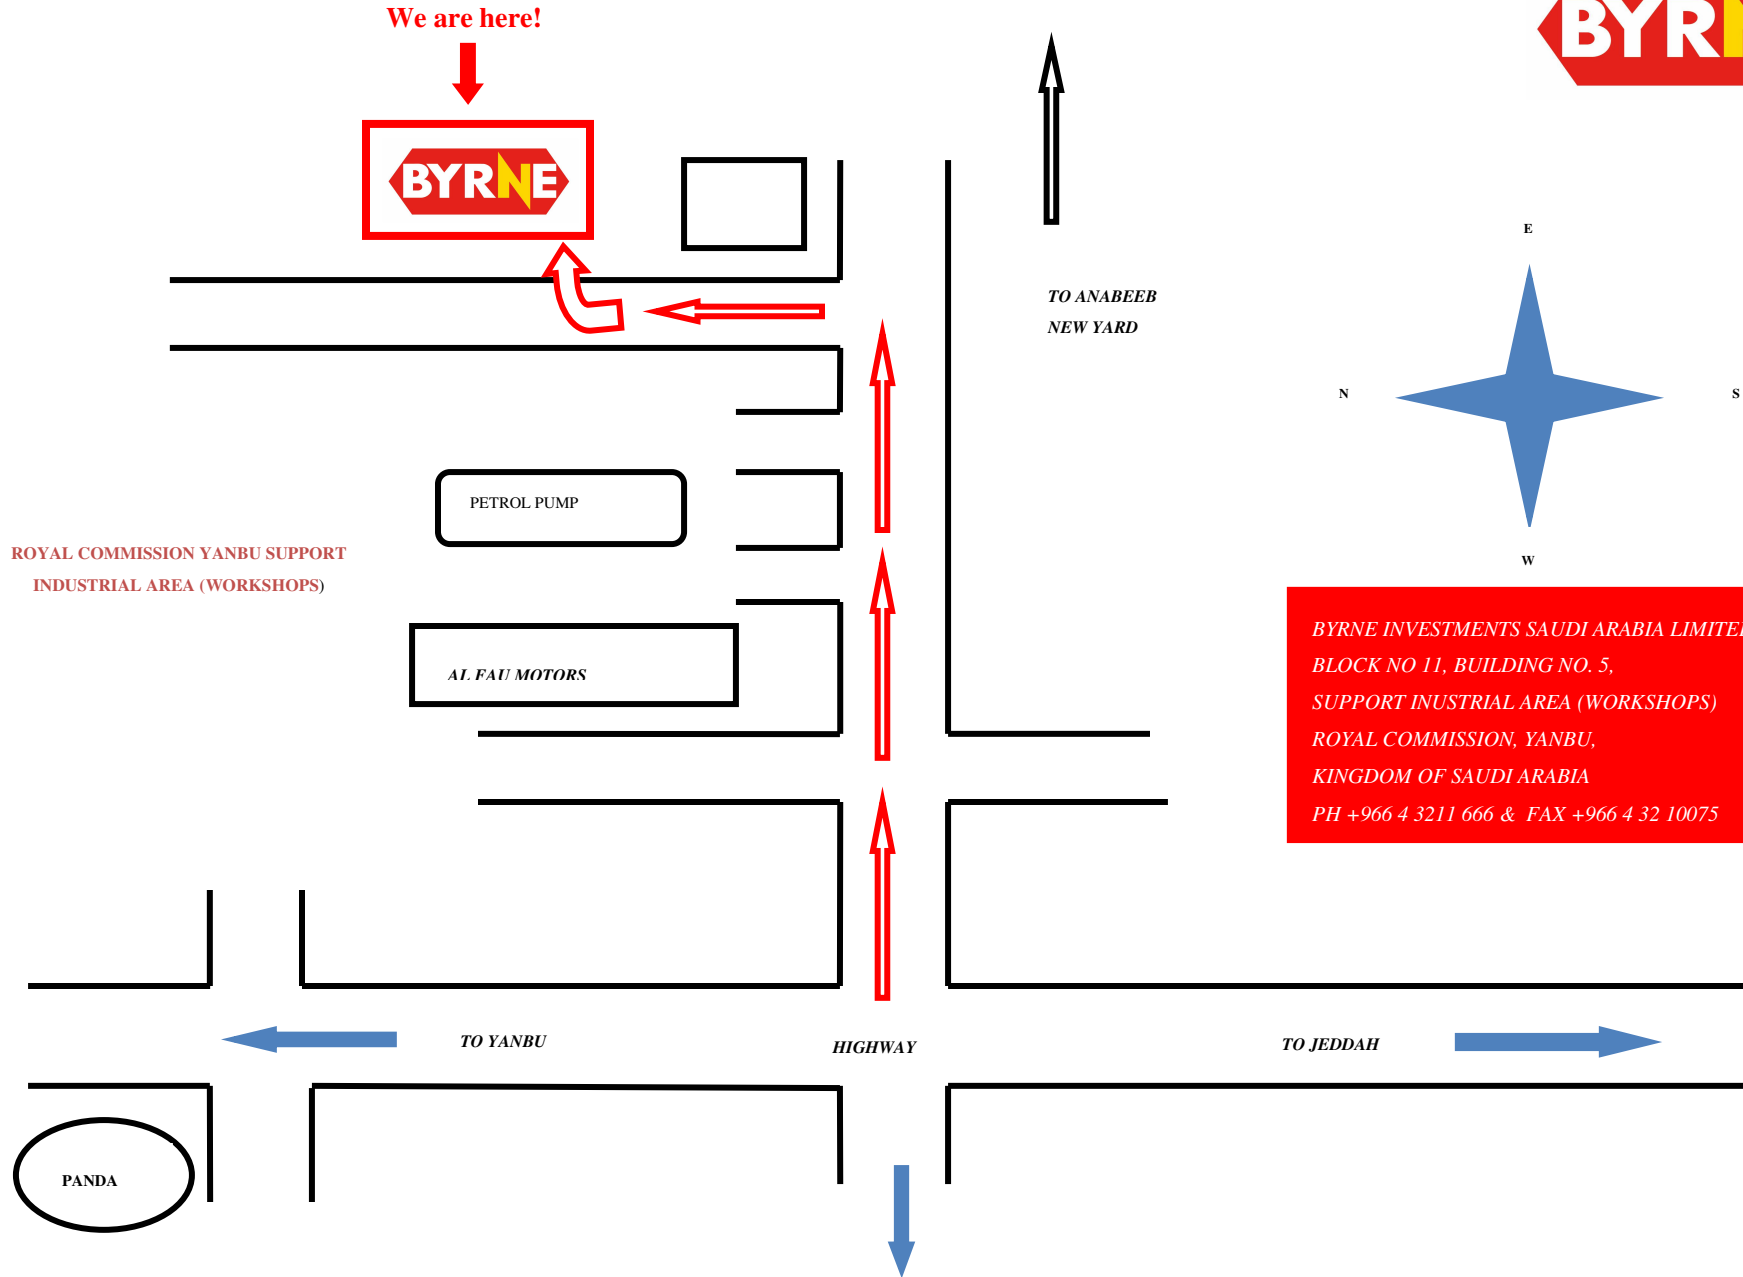 We are here!
BYRN
BYRNE
E
TO ANABEEB
NEW YARD
N
S
PETROL PUMP
ROYAL COMMISSION YANBU SUPPORT
INDUSTRIAL AREA (WORKSHOPS)
W
BYRNE INVESTMENTS SAUDI ARABIA LIMITE
BLOCK NO 11, BUILDING NO. 5,
SUPPORT INUSTRIAL AREA (WORKSHOPS)
ROYAL COMMISSION, YANBU,
KINGDOM OF SAUDI ARABIA
PH +966 4 3211 666 & FAX +966 4 32 10075
AL FAU MOTORS
TO YANBU
HIGHWAY
TO JEDDAH
PANDA